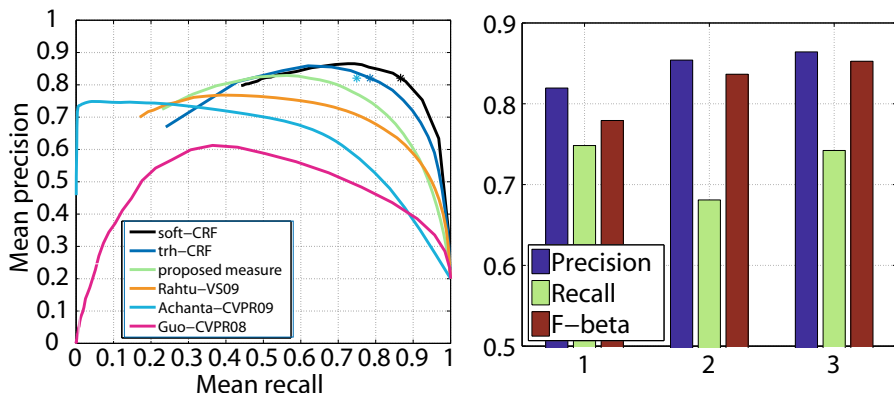 1
0.9
0.8
0.7
0.6
0.5
0.4
0.3
0.2
0.1
0
Mean precision
soft−CRF
trh−CRF
proposed measure
Rahtu−VS09
Achanta−CVPR09
Guo−CVPR08
0 0.1 0.2 0.3 0.4 0.5 0.6 0.7 0.8 0.9 1
Mean recall
0.9
0.8
0.7
0.6
0.5
Precision
Recall
F−beta
1 2 3